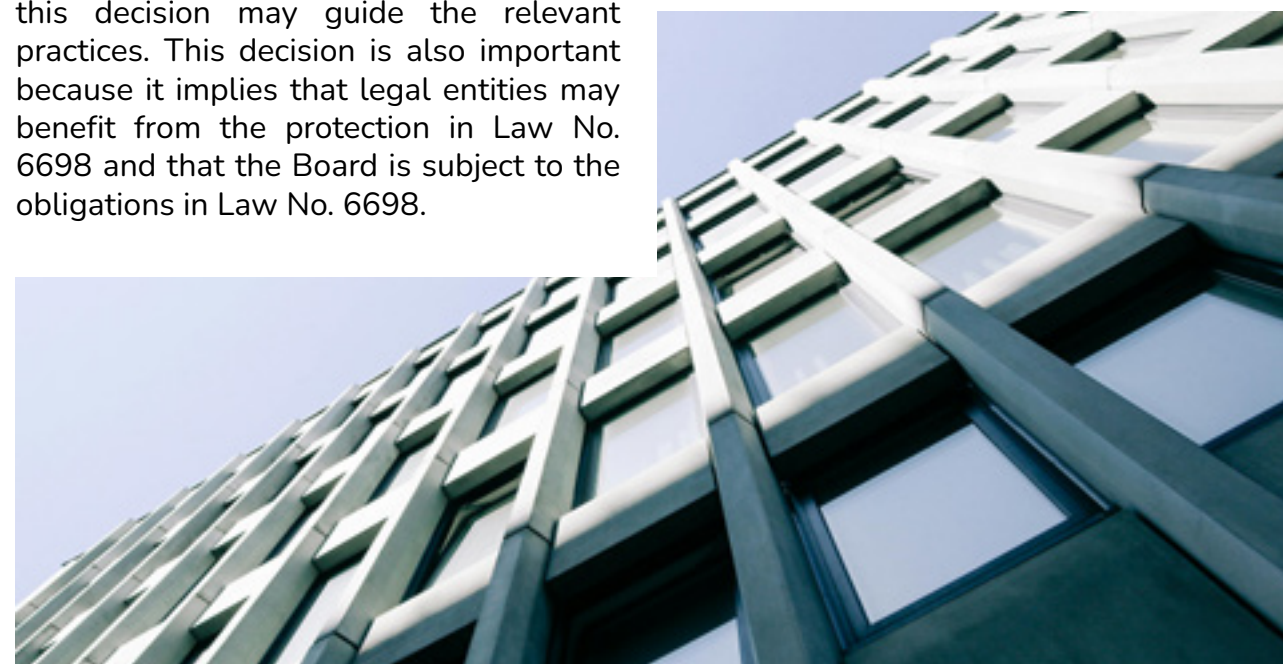 this decision may guide the relevant
practices. This decision is also important
because it implies that legal entities may
benefit from the protection in Law No.
6698 and that the Board is subject to the
obligations in Law No. 6698.